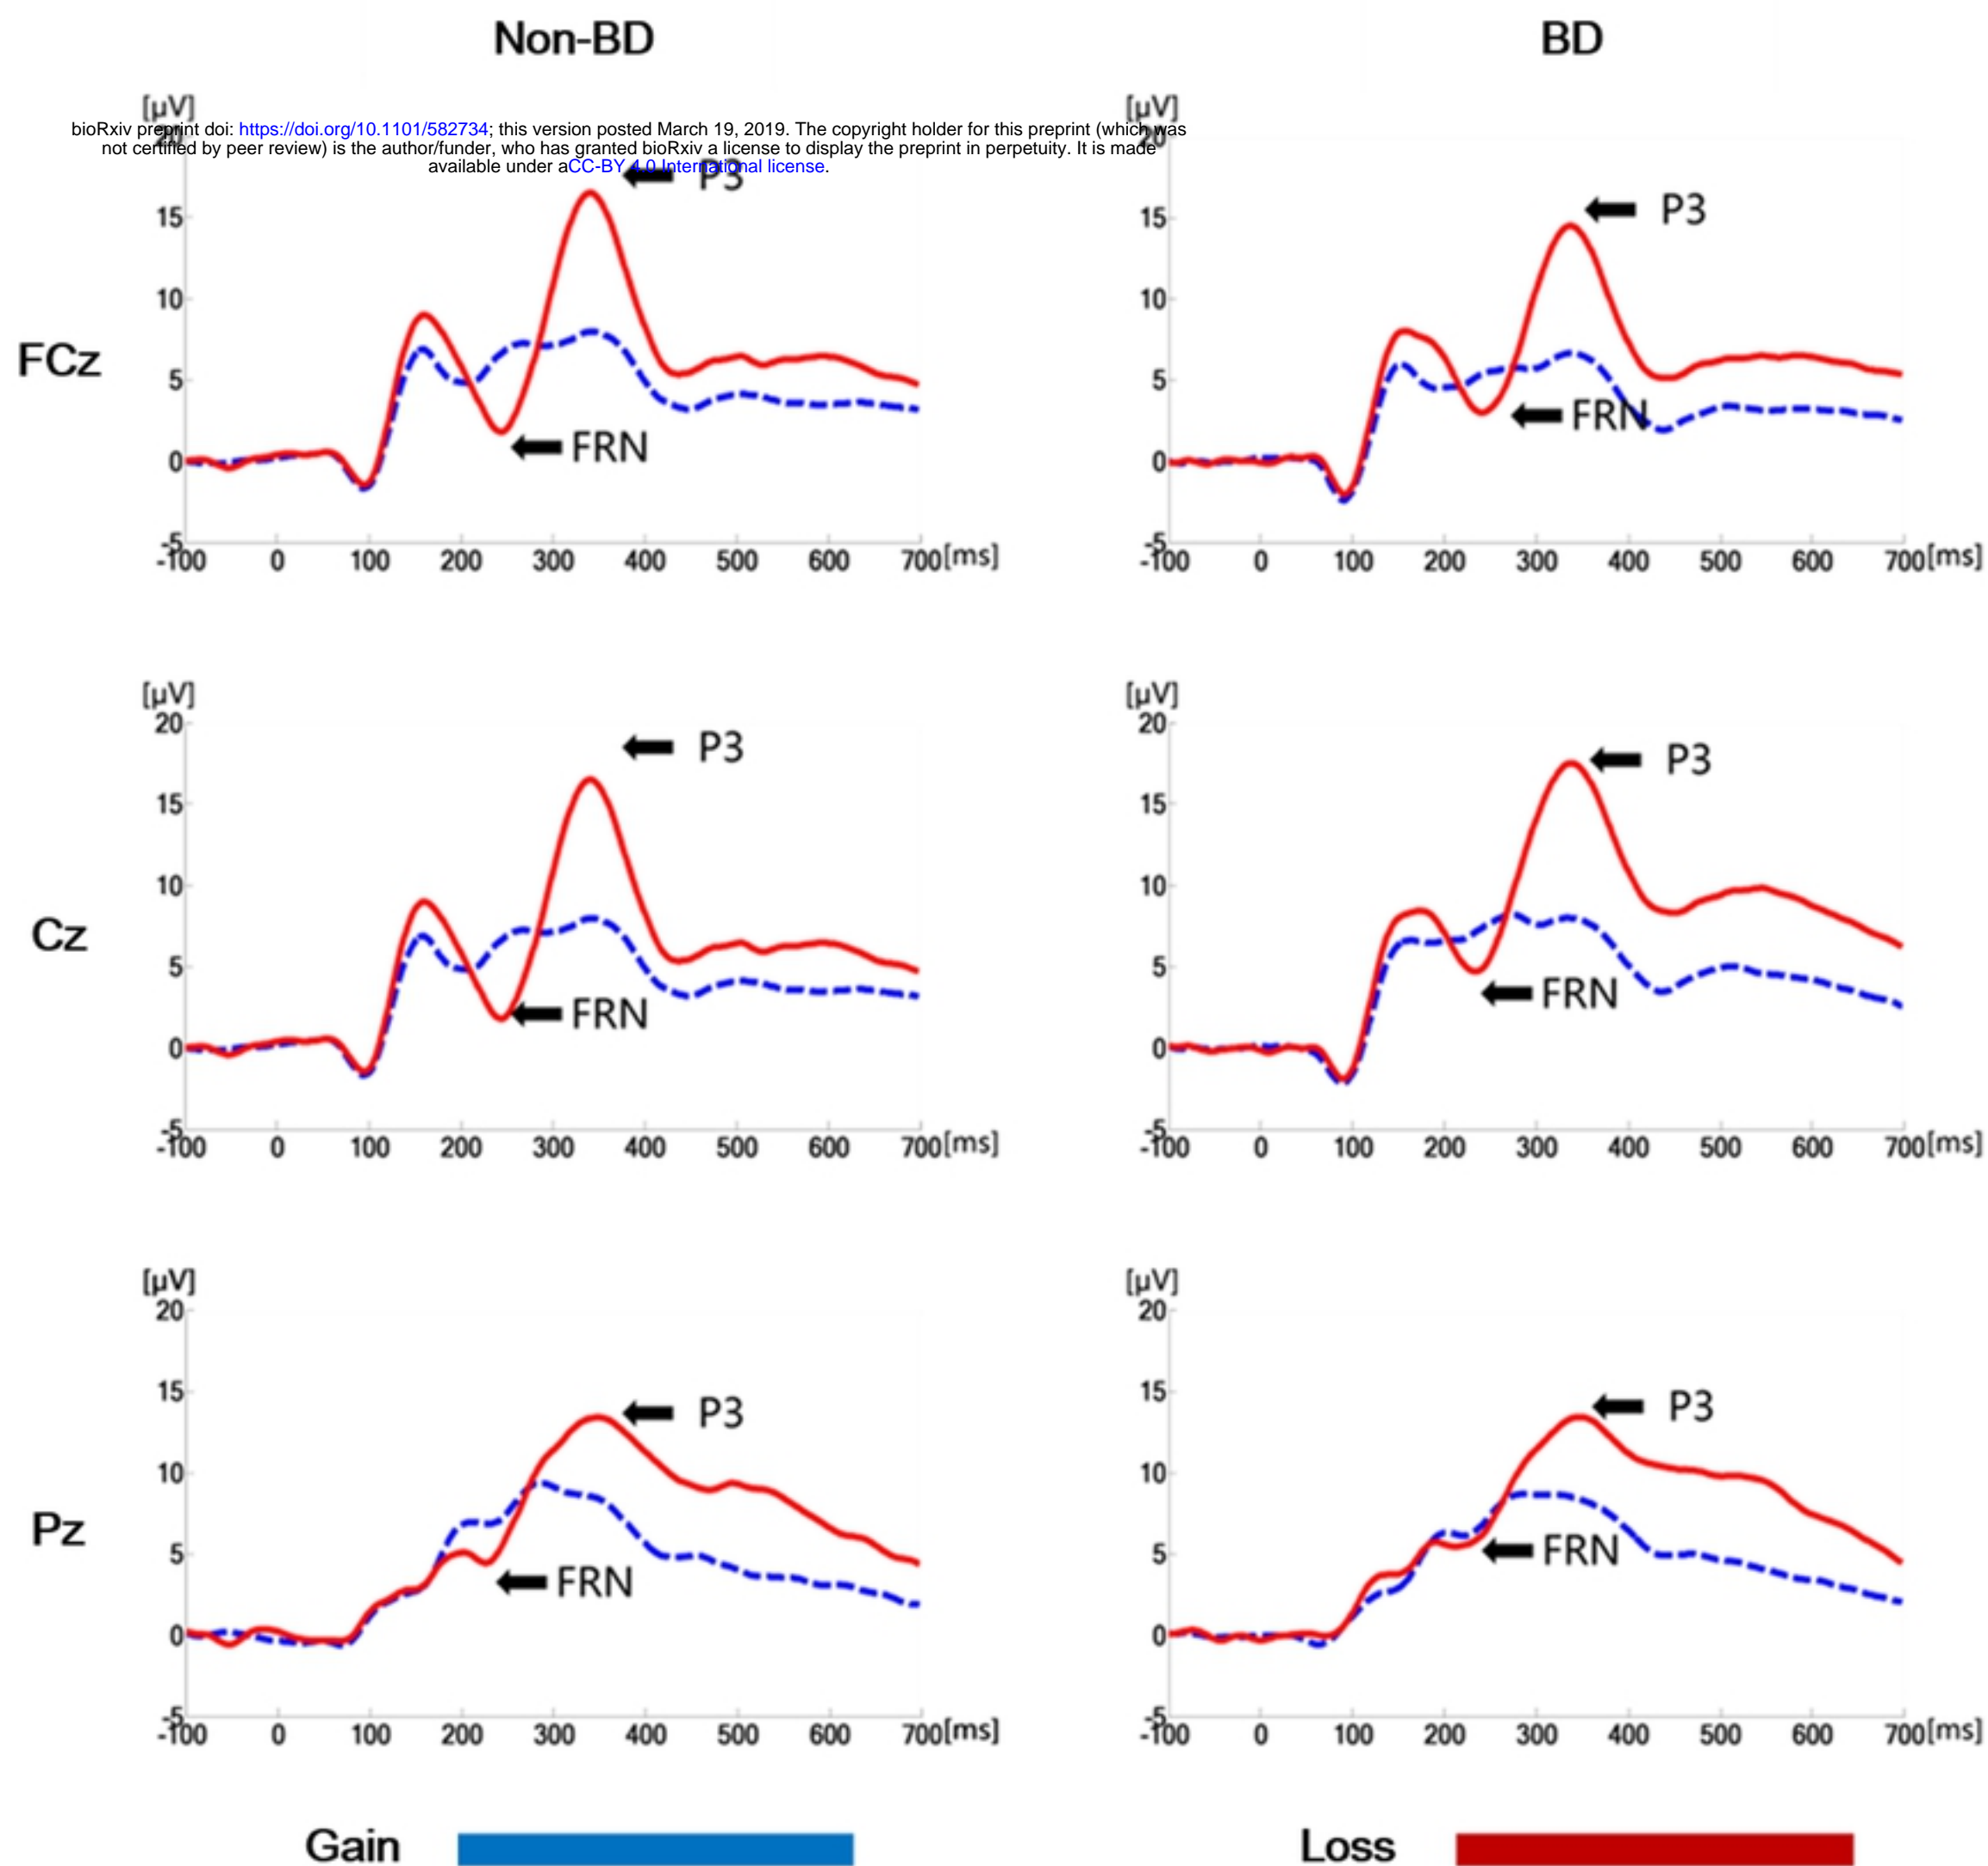 Non-BD BD
[µV] [µV]
bioRxiv preprint doi: https://doi.org/10.1101/582734; this version posted March 19, 2019. The copyright holder for this preprint (which was
not certified by peer review) is the author/funder, who has granted bioRxiv a license to display the preprint in perpetuity. It is made
available under aCC-BY 4.0 International license.
20 20
P3 P3
15 15
10 10
FCz
5 5
FRN FRN
0 0
-5 -5
-100 0 100 200 300 400 500 600 700[ms] -100 0 100 200 300 400 500 600 700[ms]
[µV] [µV]
20 20
P3 P3
15 15
10 10
Cz
5 5
FRN FRN
0 0
-5 -5
-100 0 100 200 300 400 500 600 700[ms] -100 0 100 200 300 400 500 600 700[ms]
[µV] [µV]
20 20
15 15
P3 P3
10 10
Pz
5 5
FRN FRN
0 0
-5 -5
-100 0 100 200 300 400 500 600 700[ms] -100 0 100 200 300 400 500 600 700[ms]
Gain Loss